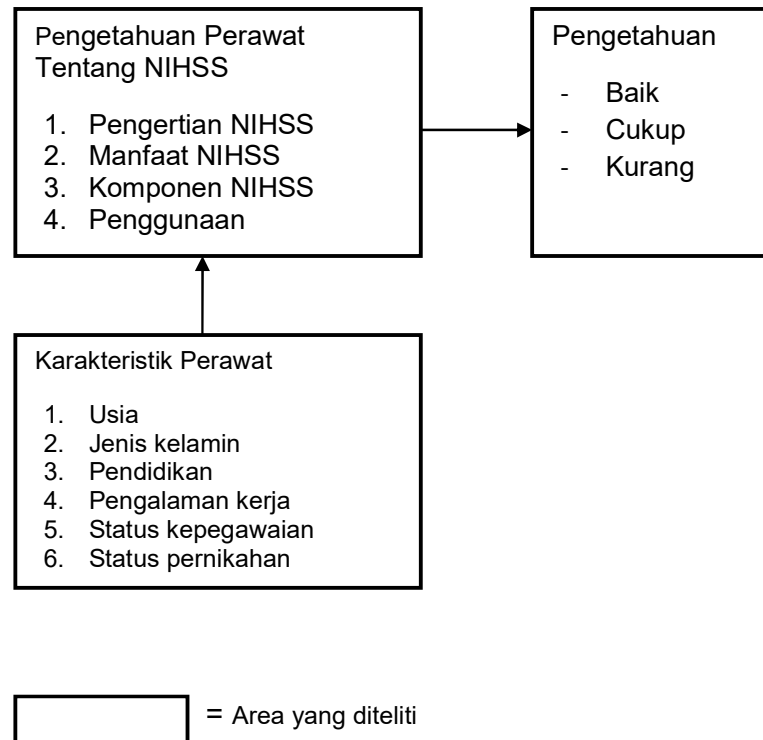 Pengetahuan Perawat
Tentang NIHSS
1. Pengertian NIHSS
2. Manfaat NIHSS
3. Komponen NIHSS
4. Penggunaan
Pengetahuan
- Baik
- Cukup
- Kurang
Karakteristik Perawat
1. Usia
2. Jenis kelamin
3. Pendidikan
4. Pengalaman kerja
5. Status kepegawaian
6. Status pernikahan
= Area yang diteliti